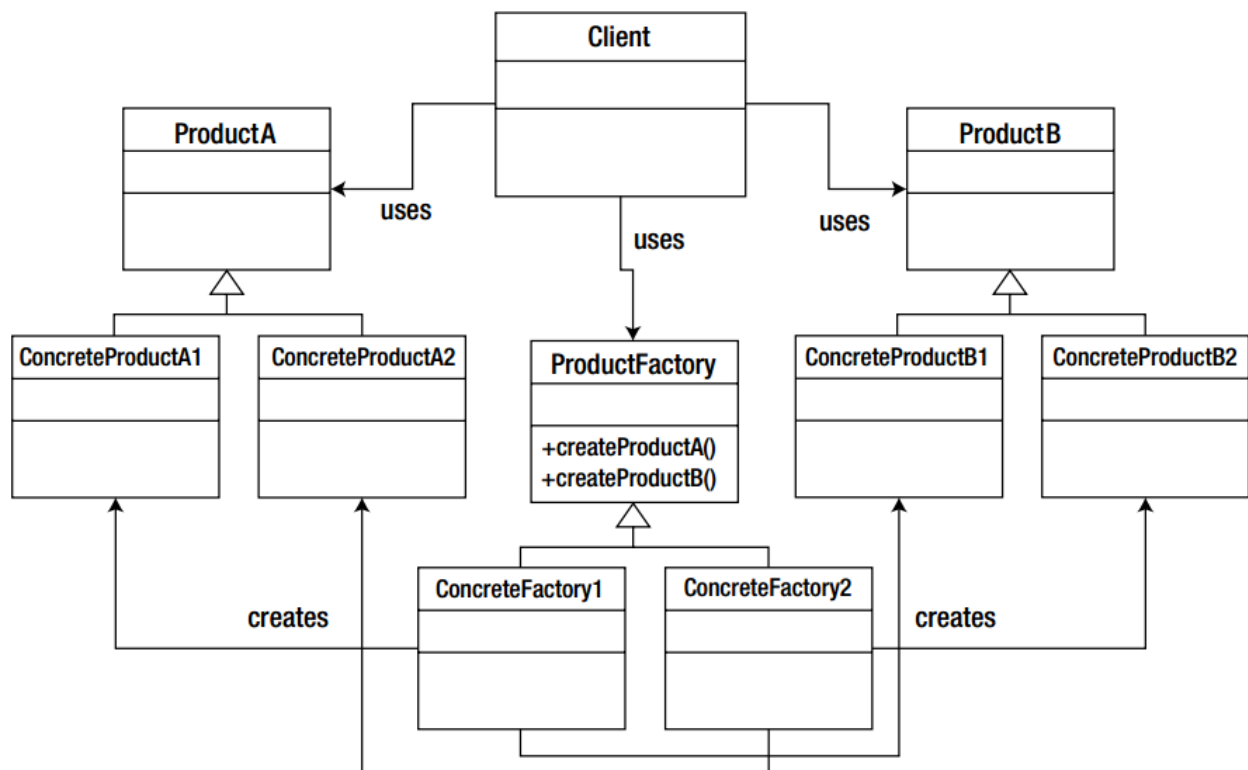 Client
ProductA
ProductB
uses
uses
uses
ConcreteProductA1
ConcreteProductA2
ProductFactory
ConcreteProductB1
ConcreteProductB2
+createProductA()
+createProductB()
ConcreteFactory1
ConcreteFactory2
creates
creates